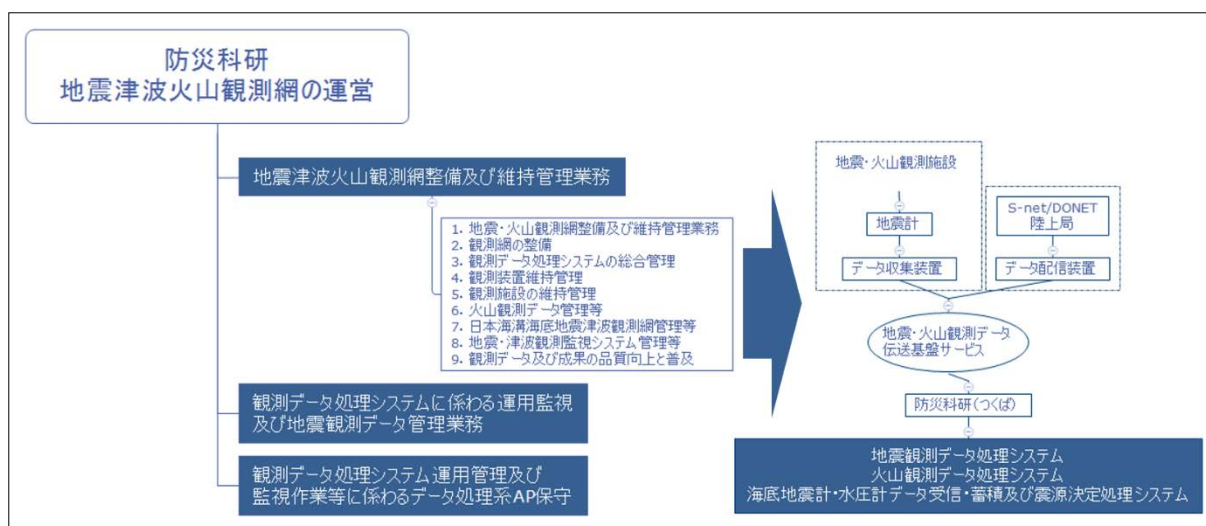 防災科研
地震津波火山観測網の運営
地震津波火山観測網整備及び維持管理業務
1. 地震・火山観測網整備及び維持管理業務
2. 観測網の整備
3. 観測データ処理システムの総合管理
4. 観測装置維持管理
5. 観測施設の維持管理
6. 火山観測データ管理等
7. 日本海溝海底地震津波観測網管理等
8. 地震・津波観測監視システム管理等
9. 観測データ及び成果の品質向上と普及
観測データ処理システムに係わる運用監視
及び地震観測データ管理業務
観測データ処理システム運用管理及び
監視作業等に係わるデータ処理系AP保守
地震・火山観測施設
地震計
データ収集装置
S-net/DONET
陸上局
データ配信装置
地震・火山観測データ
伝送基盤サービス
防災科研(つくば)
地震観測データ処理システム
火山観測データ処理システム
海底地震計・水圧計データ受信・蓄積及び震源決定処理システム